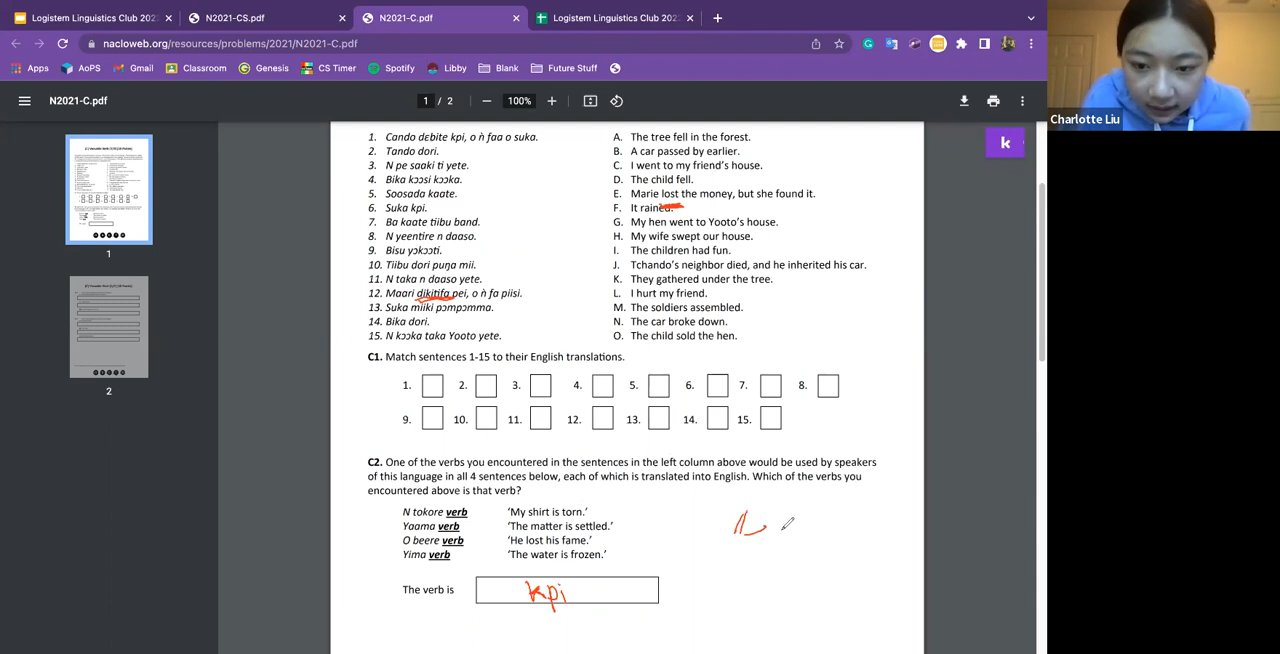 Logistem Linguistics Club 202
N2021-CS.pdf
N2021-C.pdf
Logistem Linguistics Club 202
nacloweb.org/resources/problems/2021/N2021-C.pdf
Apps
AoPS
Gmail
Classroom
Genesis
CS Timer
Spotify
Libby
Blank
Future Stuff
N2021-C.pdf
1 / 2
100%
Charlotte Liu
k
1
2
1. Cando dɛbite kpi, o ǹ faa o suka.
2. Tando dori.
3. N pe saaki ti yete.
4. Bika kɔɔsi kɔɔka.
5. Soosada kaate.
6. Suka kpi.
7. Ba kaate tiibu band.
8. N yeentire n daaso.
9. Bisu yɔkɔɔti.
10. Tiibu dori puŋa mii.
11. N taka n daaso yete.
12. Maari dikitifa pei, o ǹ fa piisi.
13. Suka miiki pɔmpɔmma.
14. Bika dori.
15. N kɔɔka taka Yooto yete.
A. The tree fell in the forest.
B. A car passed by earlier.
C. I went to my friend's house.
D. The child fell.
E. Marie lost the money, but she found it.
F. It rained.
G. My hen went to Yooto's house.
H. My wife swept our house.
I. The children had fun.
J. Tchando's neighbor died, and he inherited his car.
K. They gathered under the tree.
L. I hurt my friend.
M. The soldiers assembled.
N. The car broke down.
O. The child sold the hen.
C1. Match sentences 1-15 to their English translations.
1. 2. 3. 4. 5. 6. 7. 8.
9. 10. 11. 12. 13. 14. 15.
C2. One of the verbs you encountered in the sentences in the left column above would be used by speakers
of this language in all 4 sentences below, each of which is translated into English. Which of the verbs you
encountered above is that verb?
N tokore verb 'My shirt is torn.'
Yaama verb 'The matter is settled.'
O beere verb 'He lost his fame.'
Yima verb 'The water is frozen.'
The verb is kpi